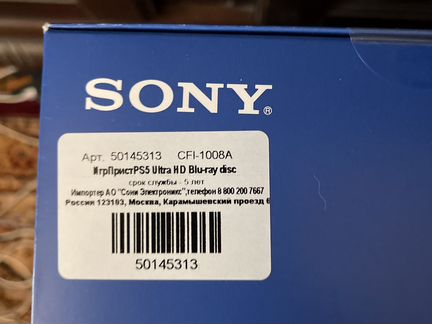 SONY®
Арт. 50145313 CFI-1008A
ИгрПристPS5 Ultra HD Blu-ray disc
срок службы - 5 лет
Импортер АО "Сони Электроникс",телефон 8 800 200 7667
Россия 123103, Москва, Карамышевский проезд 6
50145313